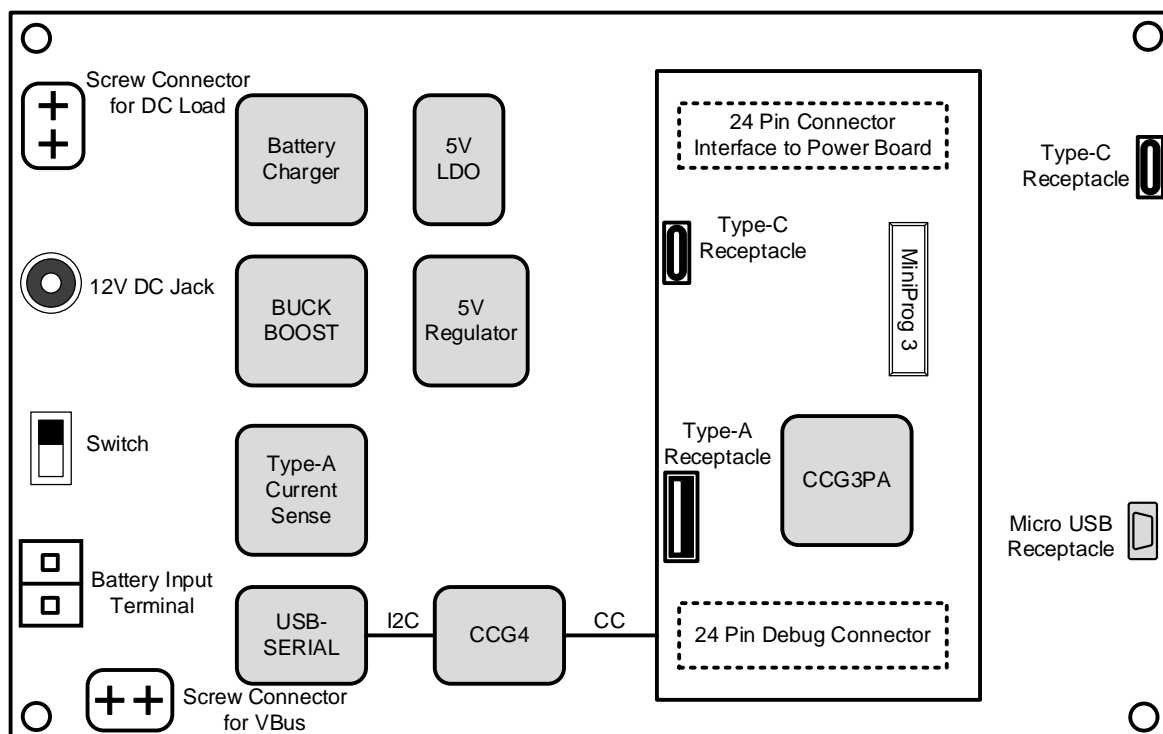 Screw Connector
for DC Load
Battery
Charger
5V
LDO
24 Pin Connector
Interface to Power Board
Type-C
Receptacle
Type-C
Receptacle
12V DC Jack
BUCK
BOOST
5V
Regulator
MiniProg 3
Switch
Type-A
Current
Sense
Type-A
Receptacle
CCG3PA
Micro USB
Receptacle
Battery Input
Terminal
USB-
SERIAL
I2C
CCG4
CC
24 Pin Debug Connector
Screw Connector
for VBus